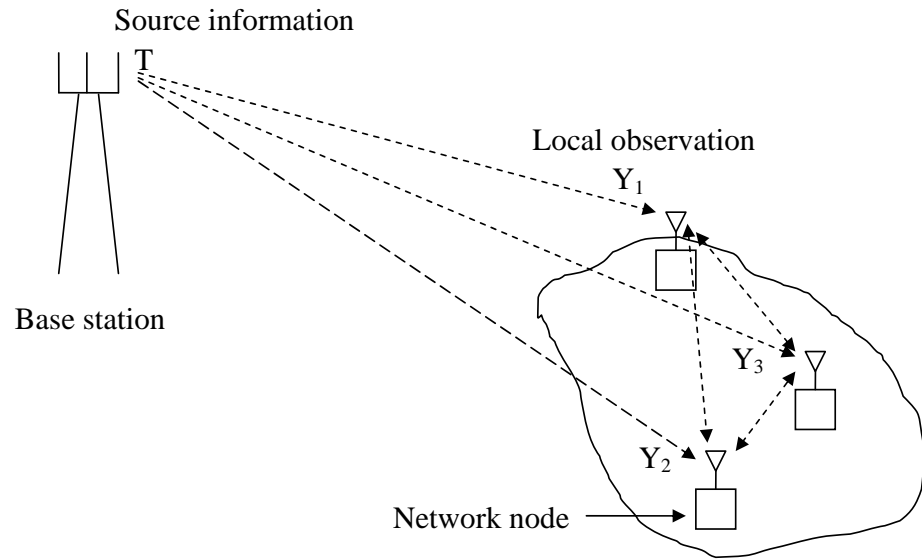 Source information
T
Local observation
Y₁
Base station
Y₃
Y₂
Network node